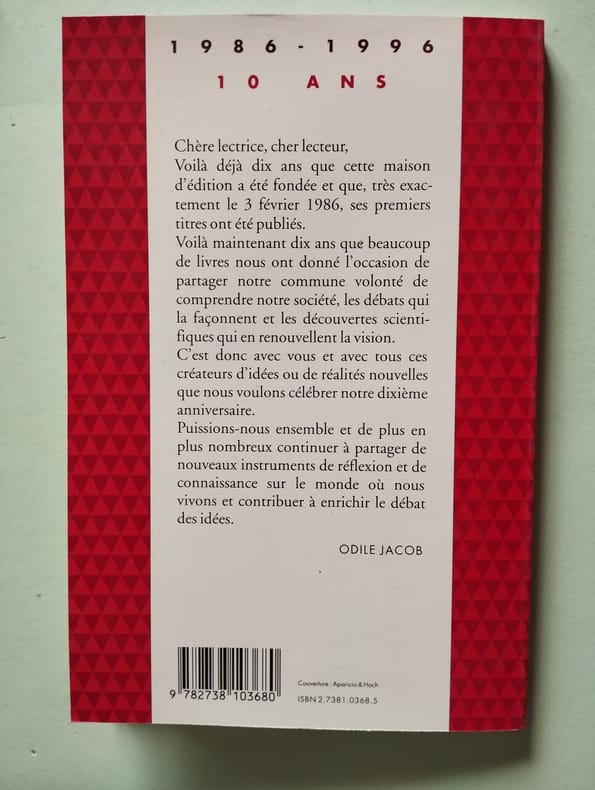 1986-1996
10 ANS
Chère lectrice, cher lecteur,
Voilà déjà dix ans que cette maison
d'édition a été fondée et que, très exac-
tement le 3 février 1986, ses premiers
titres ont été publiés.
Voilà maintenant dix ans que beaucoup
de livres nous ont donné l'occasion de
partager notre commune volonté de
comprendre notre société, les débats qui
la façonnent et les découvertes scienti-
fiques qui en renouvellent la vision.
C'est donc avec vous et avec tous ces
créateurs d'idées ou de réalités nouvelles
que nous voulons célébrer notre dixième
anniversaire.
Puissions-nous ensemble et de plus en
plus nombreux continuer à partager de
nouveaux instruments de réflexion et de
connaissance sur le monde où nous
vivons et contribuer à enrichir le débat
des idées.
ODILE JACOB
9 782738 103680
Couverture : Aparicio & Hoch
ISBN 2.7381.0368.5